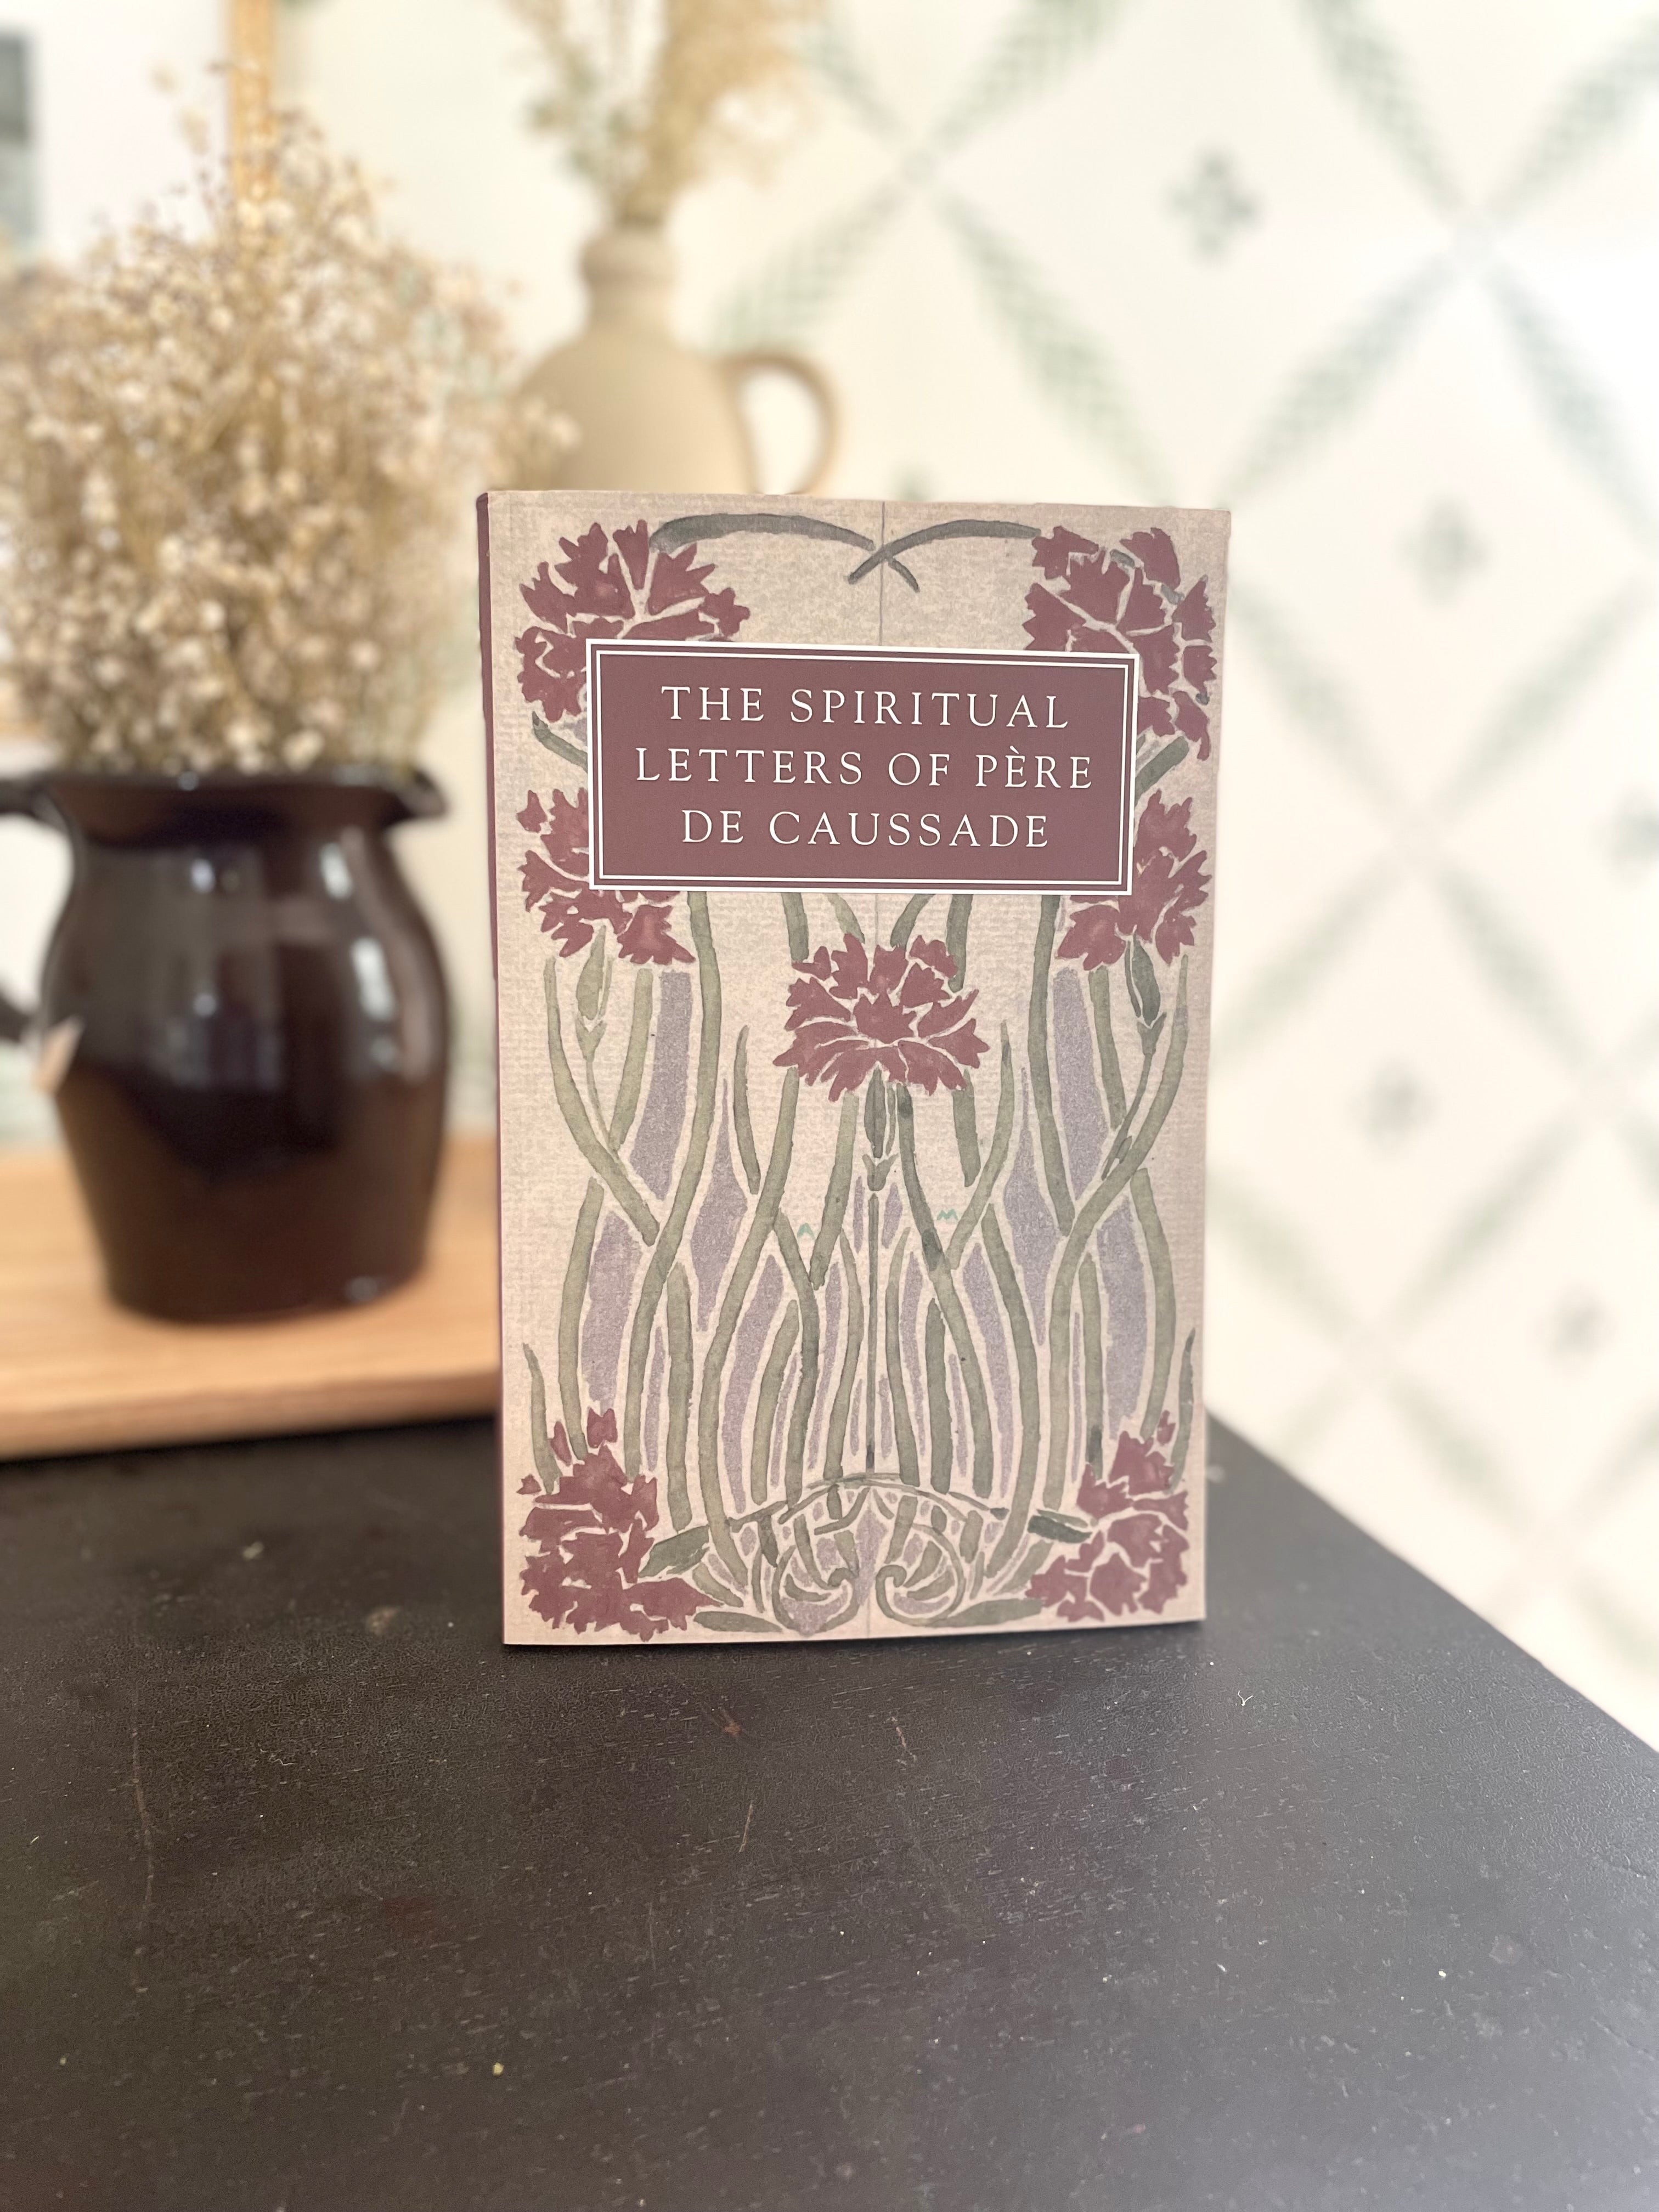 THE SPIRITUAL
LETTERS OF PÈRE
DE CAUSSADE